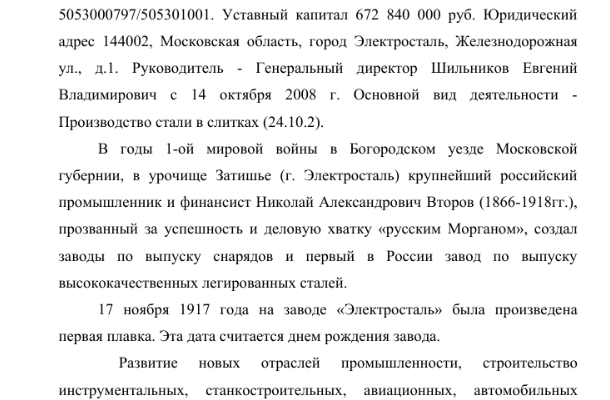 5053000797/505301001. Уставный капитал 672 840 000 руб. Юридический
адрес 144002, Московская область, город Электросталь, Железнодорожная
ул., д.1. Руководитель - Генеральный директор Шильников Евгений
Владимирович с 14 октября 2008 г. Основной вид деятельности -
Производство стали в слитках (24.10.2).
В годы 1-ой мировой войны в Богородском уезде Московской
губернии, в урочище Затишье (г. Электросталь) крупнейший российский
промышленник и финансист Николай Александрович Второв (1866-1918гг.),
прозванный за успешность и деловую хватку «русским Морганом», создал
заводы по выпуску снарядов и первый в России завод по выпуску
высококачественных легированных сталей.
17 ноября 1917 года на заводе «Электросталь» была произведена
первая плавка. Эта дата считается днем рождения завода.
Развитие новых отраслей промышленности, строительство
инструментальных, станкостроительных, авиационных, автомобильных